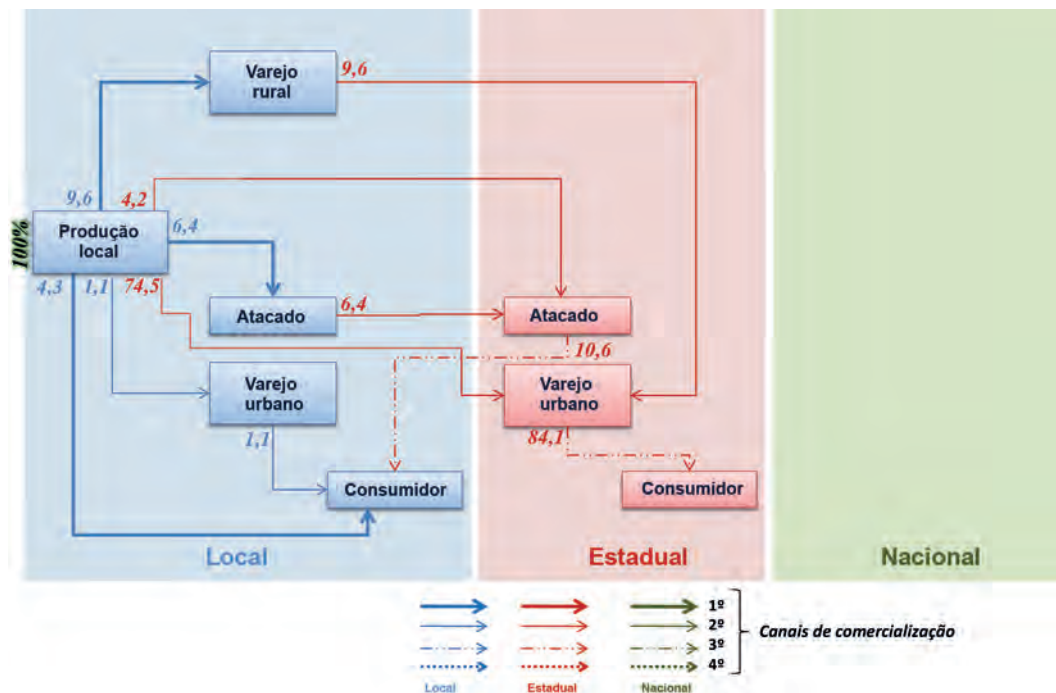 Varejo
rural
9,6
9,6
4,2
100%
Produção
local
6,4
4,3
1,1
74,5
Atacado
6,4
Atacado
10,6
Varejo
urbano
Varejo
urbano
1,1
84,1
Consumidor
Consumidor
Local
Estadual
Nacional
1º
2º
3º
4º
Canais de comercialização
Local
Estadual
Nacional